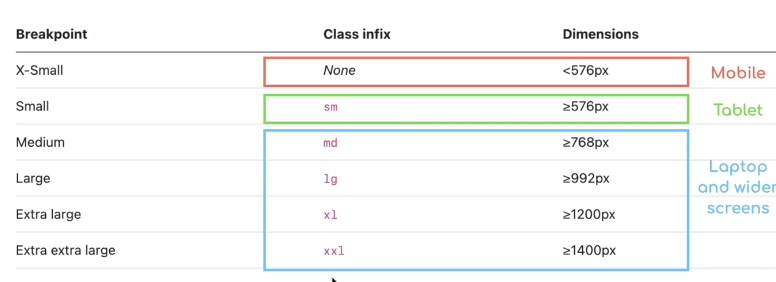 Breakpoint Class infix Dimensions
X-Small None <576px Mobile
Small sm ≥576px Tablet
Medium md ≥768px
Laptop
Large lg ≥992px
and wider
Extra large xl ≥1200px
screens
Extra extra large xxl ≥1400px